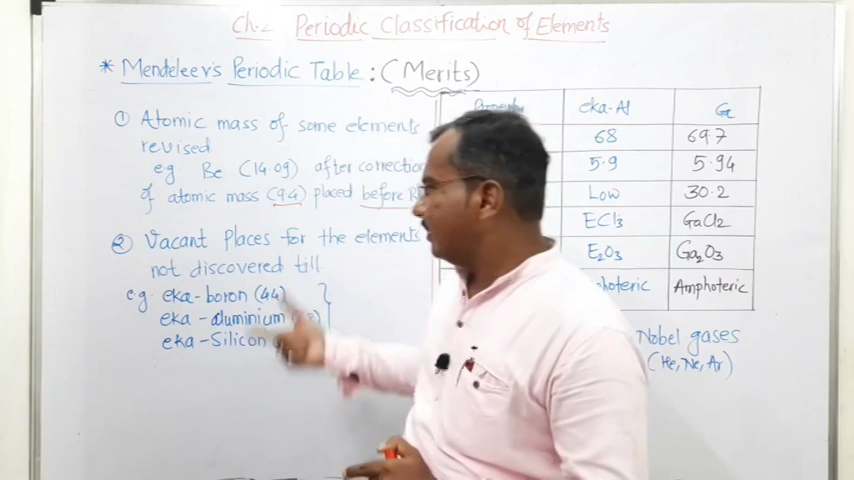 Ch.2 Periodic Classification of Elements
* Mendeleev's Periodic Table : (Merits)
① Atomic mass of some elements
revised
e.g Be (14.09) after correction
of atomic mass (9.4) placed before
② Vacant Places for the elements
not discovered till
e.g. eka-boron (44)
eka-aluminium
eka-Silicon
Property eka-Al Ga
68 69.7
5.9 5.94
Low 30.2
ECl3 GaCl2
E2O3 Ga2O3
Amphoteric
Nobel gases
(He, Ne, Ar)